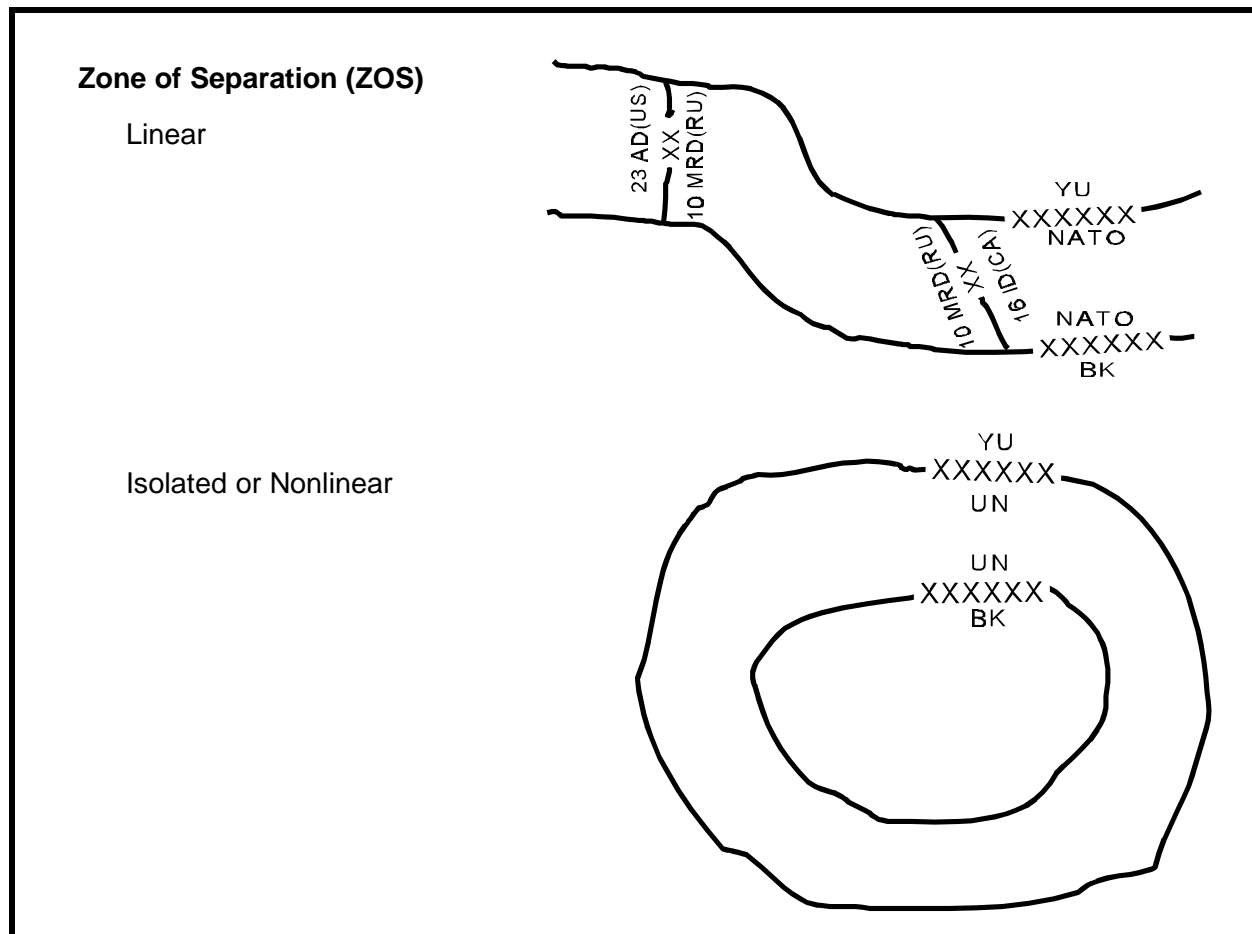 Zone of Separation (ZOS)
Linear
23 AD(US)
XX
10 MRD(RU)
10 MRD(RU)
XX
16 ID(CA)
YU
XXXXXX
NATO
NATO
XXXXXX
BK
Isolated or Nonlinear
YU
XXXXXX
UN
UN
XXXXXX
BK